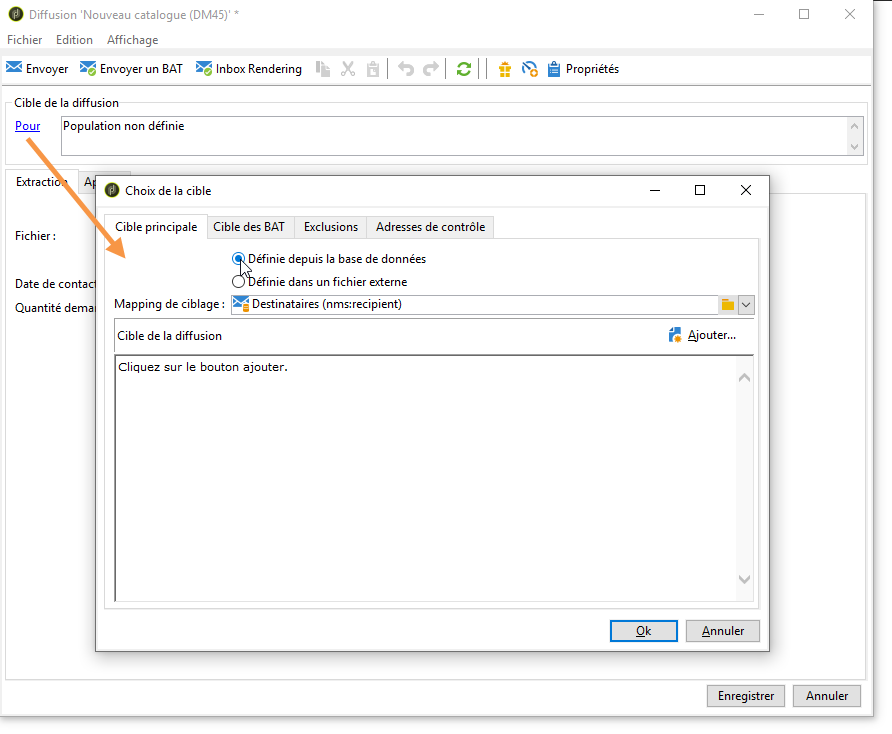 Diffusion 'Nouveau catalogue (DM45)' *
Fichier Edition Affichage
Envoyer Envoyer un BAT Inbox Rendering Propriétés
Cible de la diffusion
Pour Population non définie
Extraction Ap
Choix de la cible
Cible principale Cible des BAT Exclusions Adresses de contrôle
Fichier :
Définie depuis la base de données
Date de contact
Définie dans un fichier externe
Quantité dema
Mapping de ciblage : Destinataires (nms:recipient)
Cible de la diffusion Ajouter...
Cliquez sur le bouton ajouter.
Ok Annuler
Enregistrer Annuler